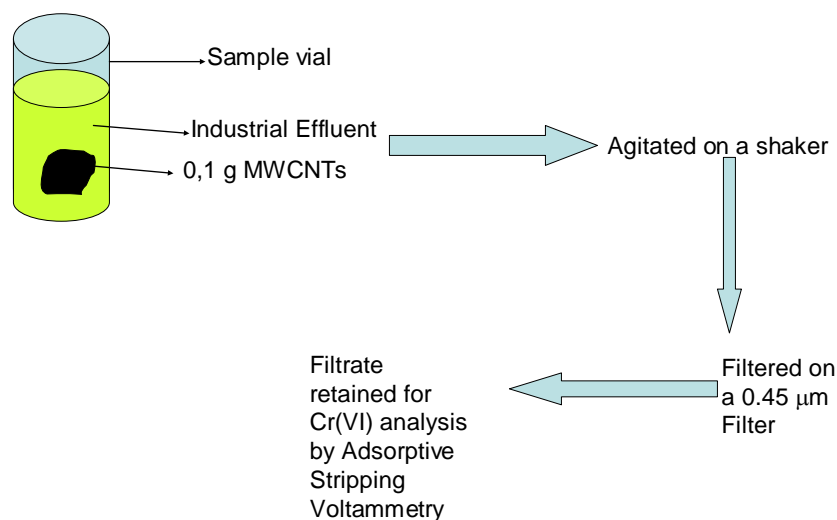 Sample vial
Industrial Effluent
0,1 g MWCNTs
Agitated on a shaker
Filtered on
a 0.45 μm
Filter
Filtrate
retained for
Cr(VI) analysis
by Adsorptive
Stripping
Voltammetry